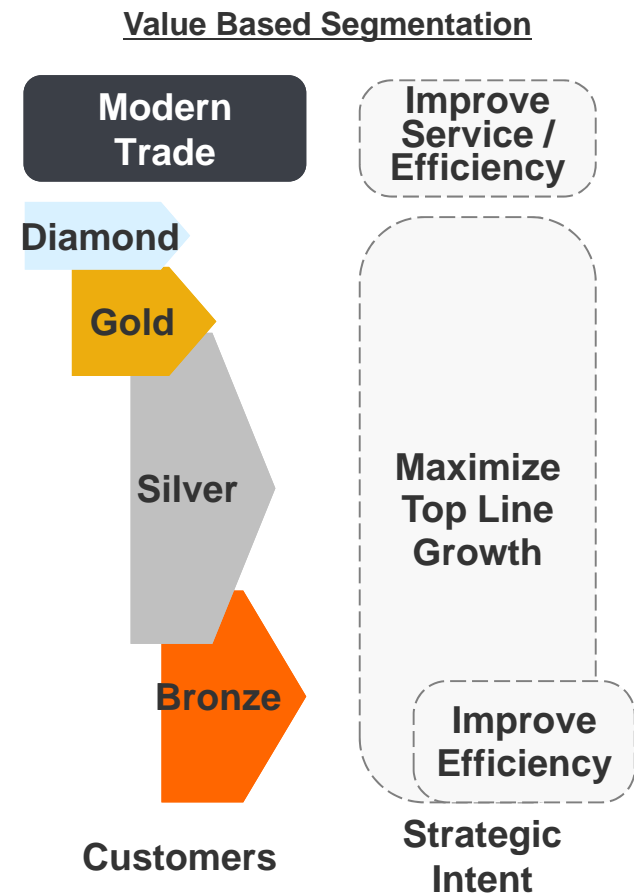 Value Based Segmentation
Modern
Trade
Improve
Service /
Efficiency
Diamond
Gold
Silver
Bronze
Maximize
Top Line
Growth
Improve
Efficiency
Customers
Strategic
Intent